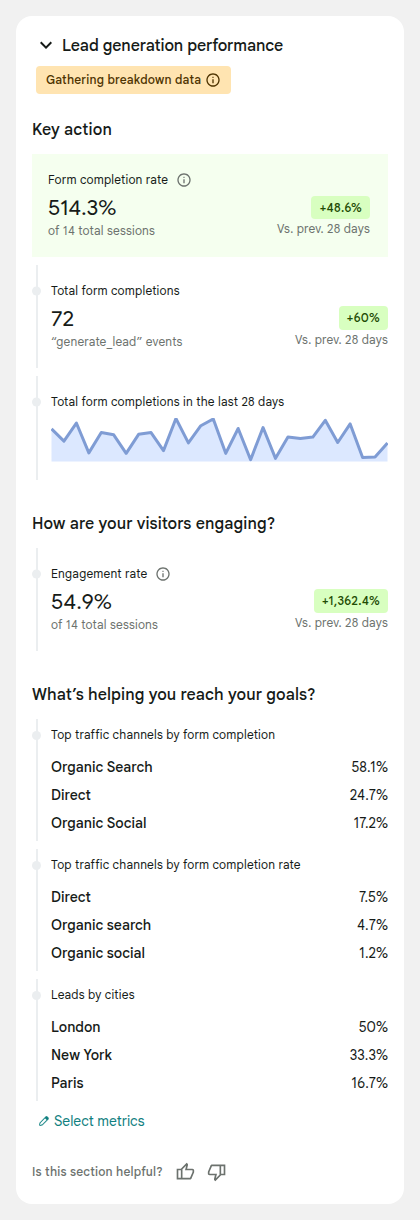 Lead generation performance
Gathering breakdown data
Key action
Form completion rate
514.3%
+48.6%
of 14 total sessions
Vs. prev. 28 days
Total form completions
72
+60%
“generate_lead” events
Vs. prev. 28 days
Total form completions in the last 28 days
How are your visitors engaging?
Engagement rate
54.9%
+1,362.4%
of 14 total sessions
Vs. prev. 28 days
What’s helping you reach your goals?
Top traffic channels by form completion
Organic Search 58.1%
Direct 24.7%
Organic Social 17.2%
Top traffic channels by form completion rate
Direct 7.5%
Organic search 4.7%
Organic social 1.2%
Leads by cities
London 50%
New York 33.3%
Paris 16.7%
Select metrics
Is this section helpful?